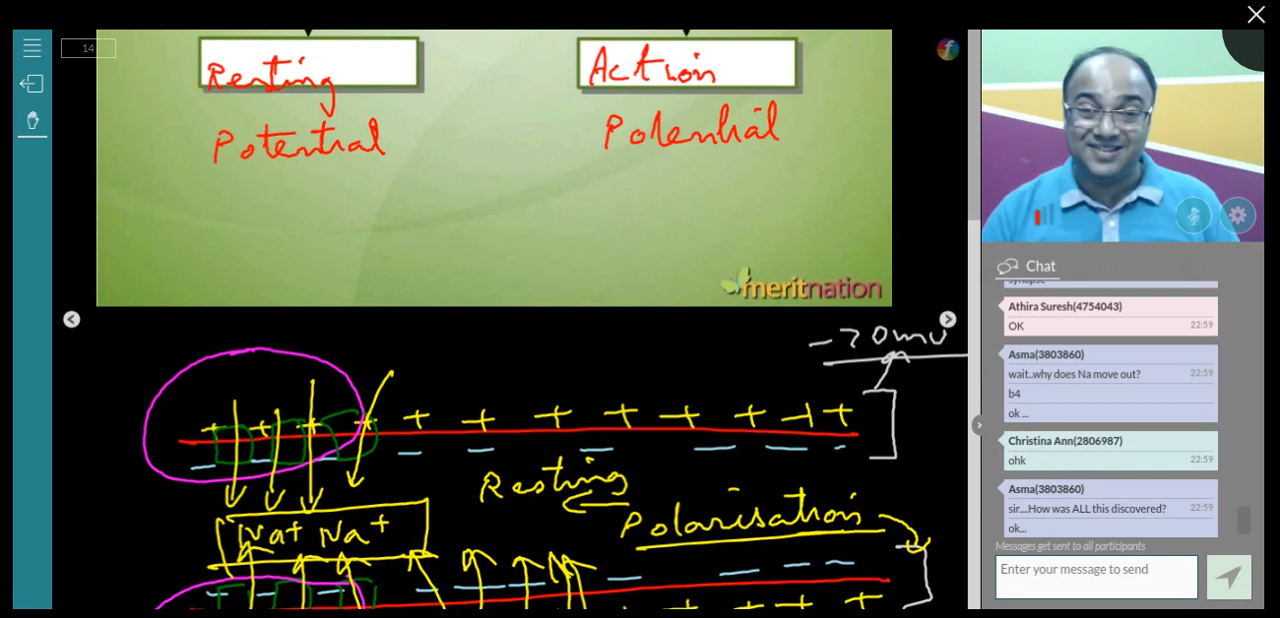 14
Resting
Potential
Action
Potential
meritnation
-70mv
Resting
Polarisation
Na+ Na+
Chat
synapse
Athira Suresh(4754043)
OK
22:59
Asma(3803860)
wait..why does Na move out?
22:59
b4
ok ...
Christina Ann(2806987)
ohk
22:59
Asma(3803860)
sir....How was ALL this discovered?
22:59
ok...
Messages get sent to all participants
Enter your message to send